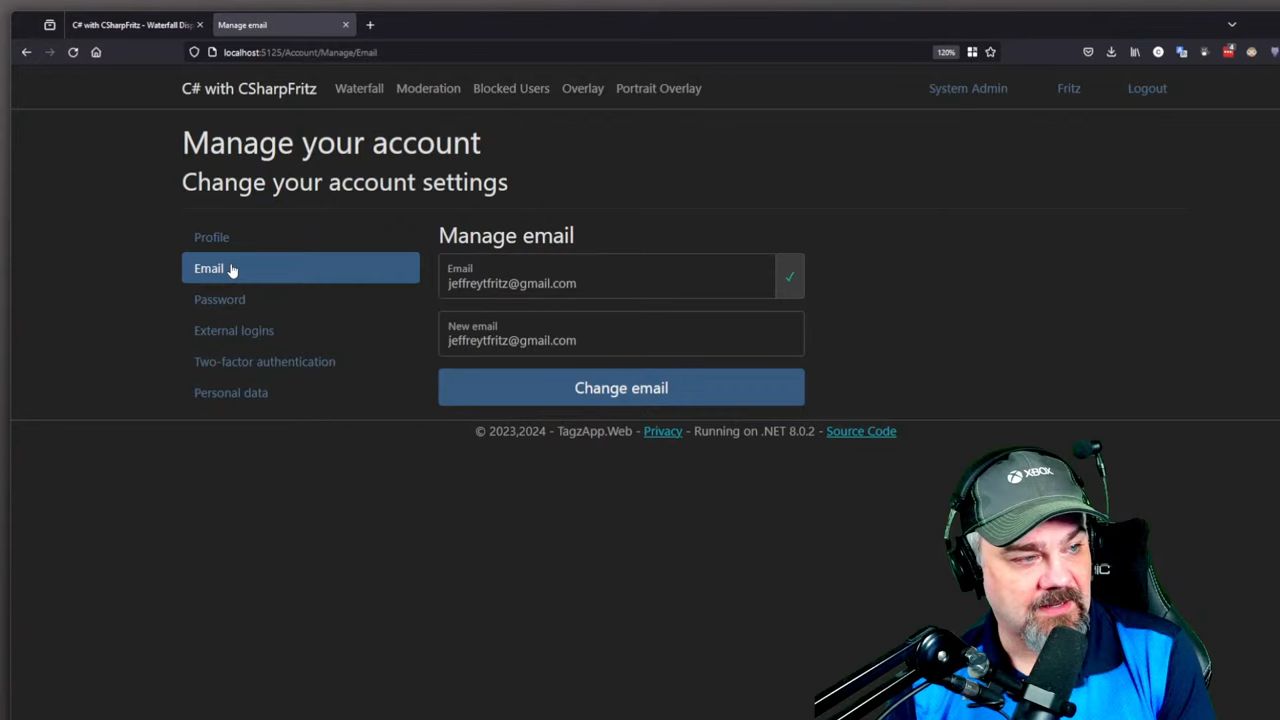 C# with CSharpFritz - Waterfall Disp
Manage email
localhost:5125/Account/Manage/Email
120%
4
C# with CSharpFritz
Waterfall
Moderation
Blocked Users
Overlay
Portrait Overlay
System Admin
Fritz
Logout
Manage your account
Change your account settings
Profile
Email
Password
External logins
Two-factor authentication
Personal data
Manage email
Email
jeffreytfritz@gmail.com
New email
jeffreytfritz@gmail.com
Change email
© 2023,2024 - TagzApp.Web - Privacy - Running on .NET 8.0.2 - Source Code
XBOX